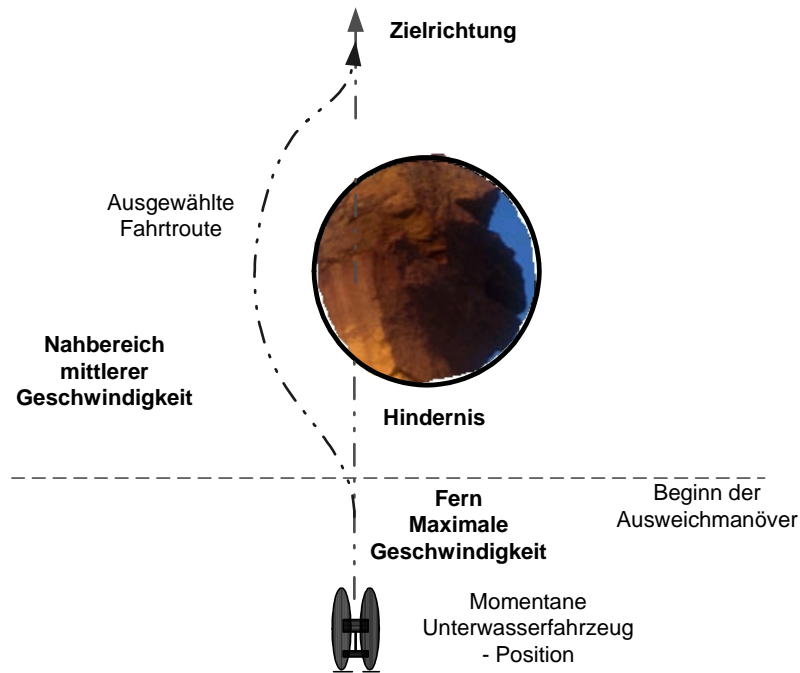 Zielrichtung
Ausgewählte
Fahrtroute
Nahbereich
mittlerer
Geschwindigkeit
Hindernis
Fern
Maximale
Geschwindigkeit
Beginn der
Ausweichmanöver
Momentane
Unterwasserfahrzeug
- Position